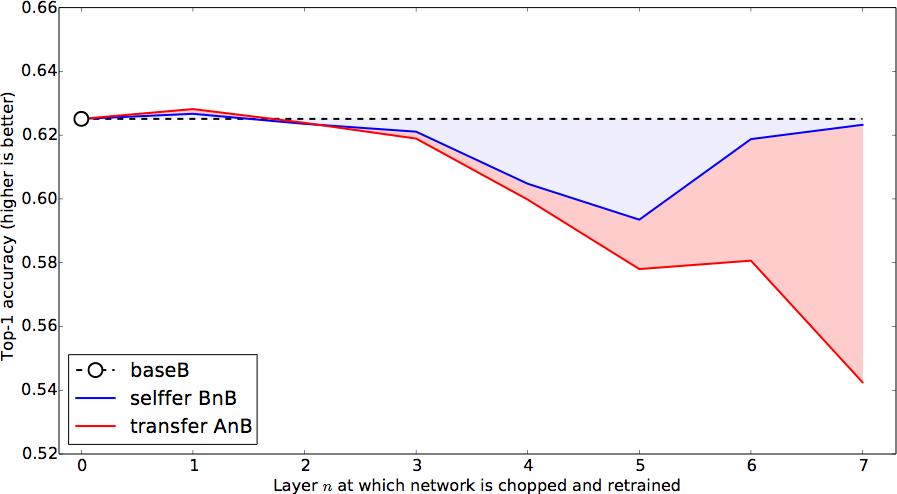 Top-1 accuracy (higher is better)
0.66
0.64
0.62
0.60
0.58
0.56
0.54
0.52
baseB
selffer BnB
transfer AnB
0 1 2 3 4 5 6 7
Layer n at which network is chopped and retrained